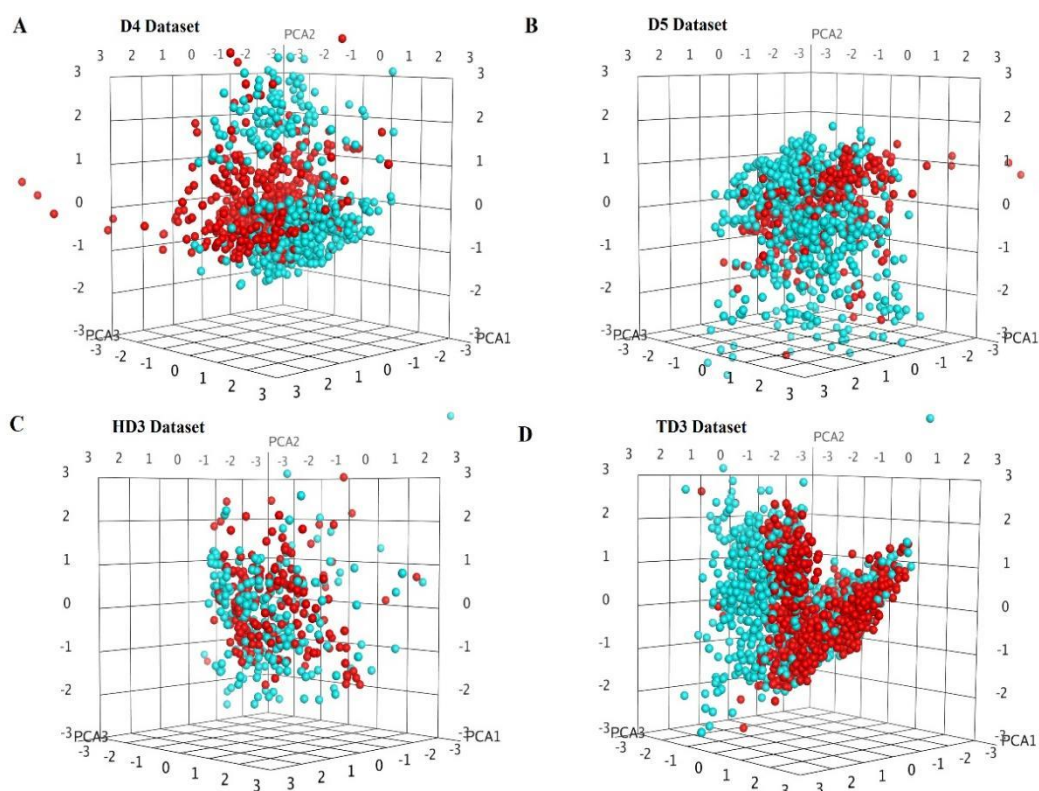 A
D4 Dataset
PCA2
3 2 1 0 -1 -2 -3 -3 -2 -1 0 1 2 3
3 3
2 2
1 1
0 0
-1 -1
-2 -2
-3 -3
PCA3 PCA1
-3 -2 -1 0 1 2 3 3 2 1 0 -1 -2 -3
B
D5 Dataset
PCA2
3 2 1 0 -1 -2 -3 -3 -2 -1 0 1 2 3
3 3
2 2
1 1
0 0
-1 -1
-2 -2
-3 -3
PCA3 PCA1
-3 -2 -1 0 1 2 3 3 2 1 0 -1 -2 -3
C
HD3 Dataset
PCA2
3 2 1 0 -1 -2 -3 -3 -2 -1 0 1 2 3
3 3
2 2
1 1
0 0
-1 -1
-2 -2
-3 -3
PCA3 PCA1
-3 -2 -1 0 1 2 3 3 2 1 0 -1 -2 -3
D
TD3 Dataset
PCA2
3 2 1 0 -1 -2 -3 -3 -2 -1 0 1 2 3
3 3
2 2
1 1
0 0
-1 -1
-2 -2
-3 -3
PCA3 PCA1
-3 -2 -1 0 1 2 3 3 2 1 0 -1 -2 -3